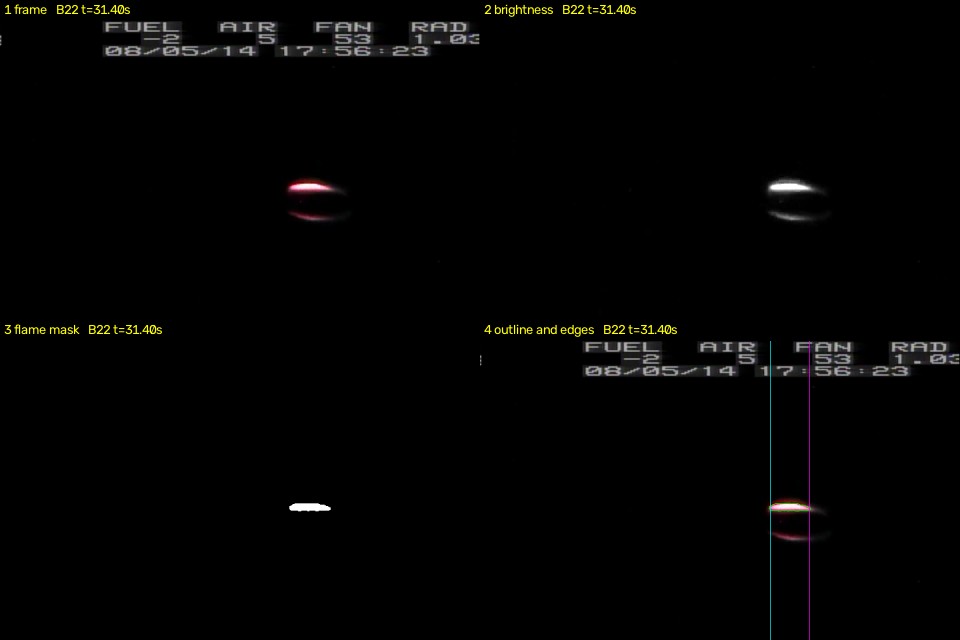 1 frame B22 t=31.40s
FUEL AIR FAN RAD
-2 5 53 1.03
08/05/14 17:56:23
2 brightness B22 t=31.40s
3 flame mask B22 t=31.40s
4 outline and edges B22 t=31.40s
FUEL AIR FAN RAD
-2 5 53 1.03
08/05/14 17:56:23